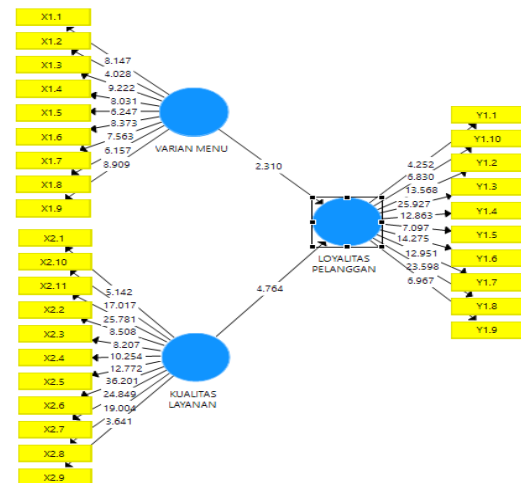 X1.1
X1.2
X1.3
X1.4
X1.5
X1.6
X1.7
X1.8
X1.9
8.147
4.028
9.222
8.031
6.247
8.373
7.563
6.157
8.909
VARIAN MENU
2.310
X2.1
X2.10
X2.11
X2.2
X2.3
X2.4
X2.5
X2.6
X2.7
X2.8
X2.9
5.142
17.017
25.781
8.508
8.207
10.254
12.772
36.201
24.849
19.004
3.641
KUALITAS
LAYANAN
4.764
LOYALITAS
PELANGGAN
4.252
6.830
13.568
25.927
12.863
7.097
14.275
12.951
23.598
6.967
Y1.1
Y1.10
Y1.2
Y1.3
Y1.4
Y1.5
Y1.6
Y1.7
Y1.8
Y1.9